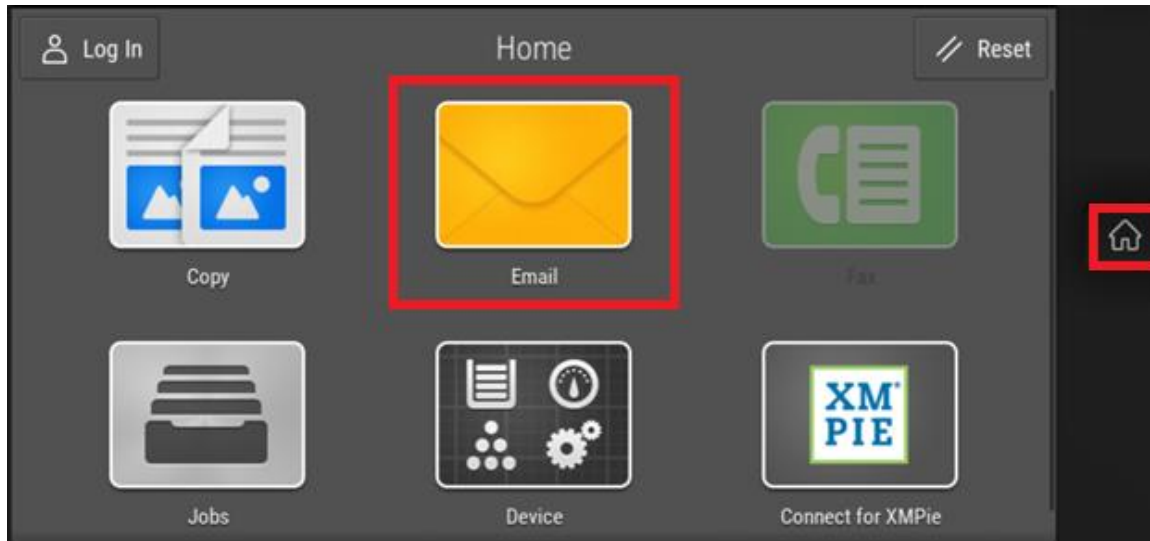 Log In
Home
Reset
Copy
Email
Fax
XM
PIE
Jobs
Device
Connect for XMPie